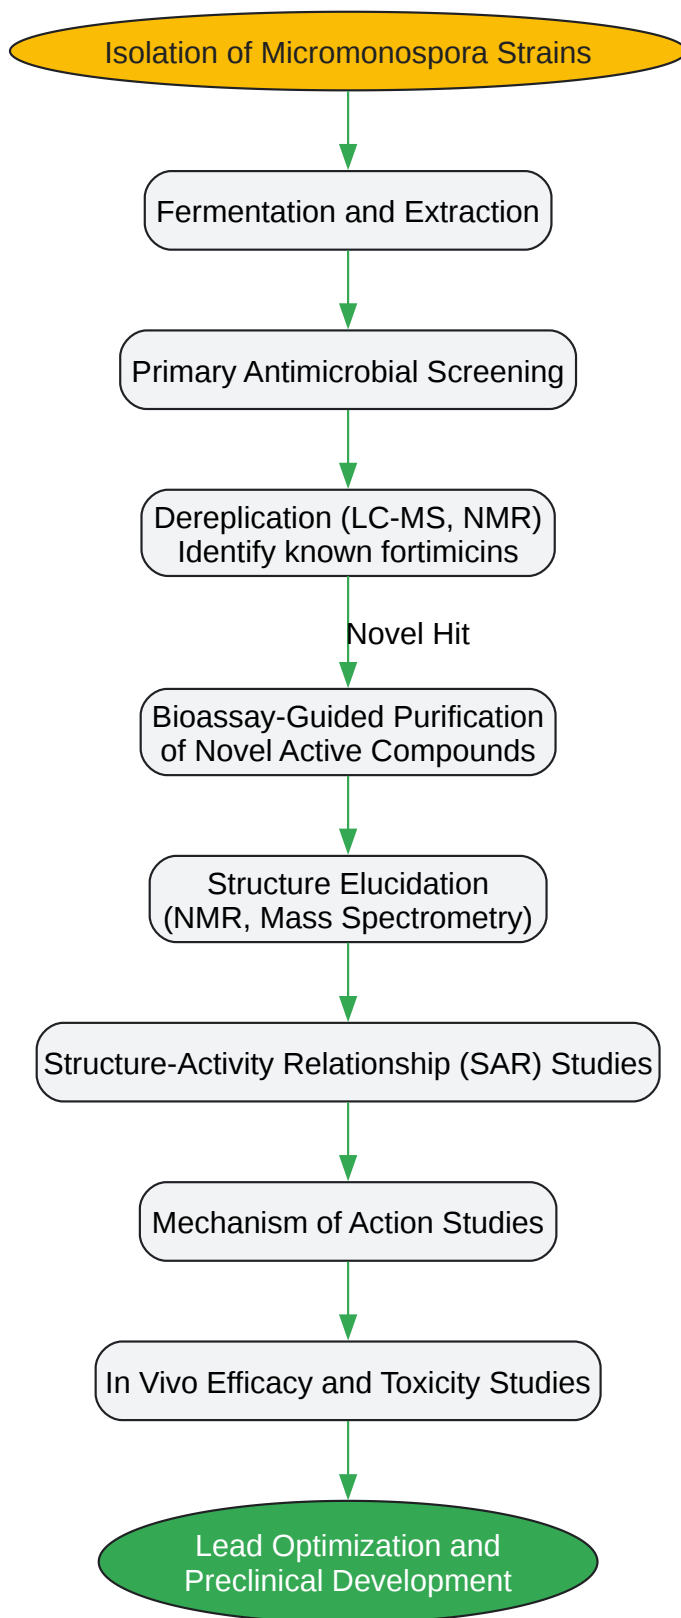 Isolation of Micromonospora Strains
Fermentation and Extraction
Primary Antimicrobial Screening
Dereplication (LC-MS, NMR)
Identify known fortimicins
Novel Hit
Bioassay-Guided Purification
of Novel Active Compounds
Structure Elucidation
(NMR, Mass Spectrometry)
Structure-Activity Relationship (SAR) Studies
Mechanism of Action Studies
In Vivo Efficacy and Toxicity Studies
Lead Optimization and
Preclinical Development